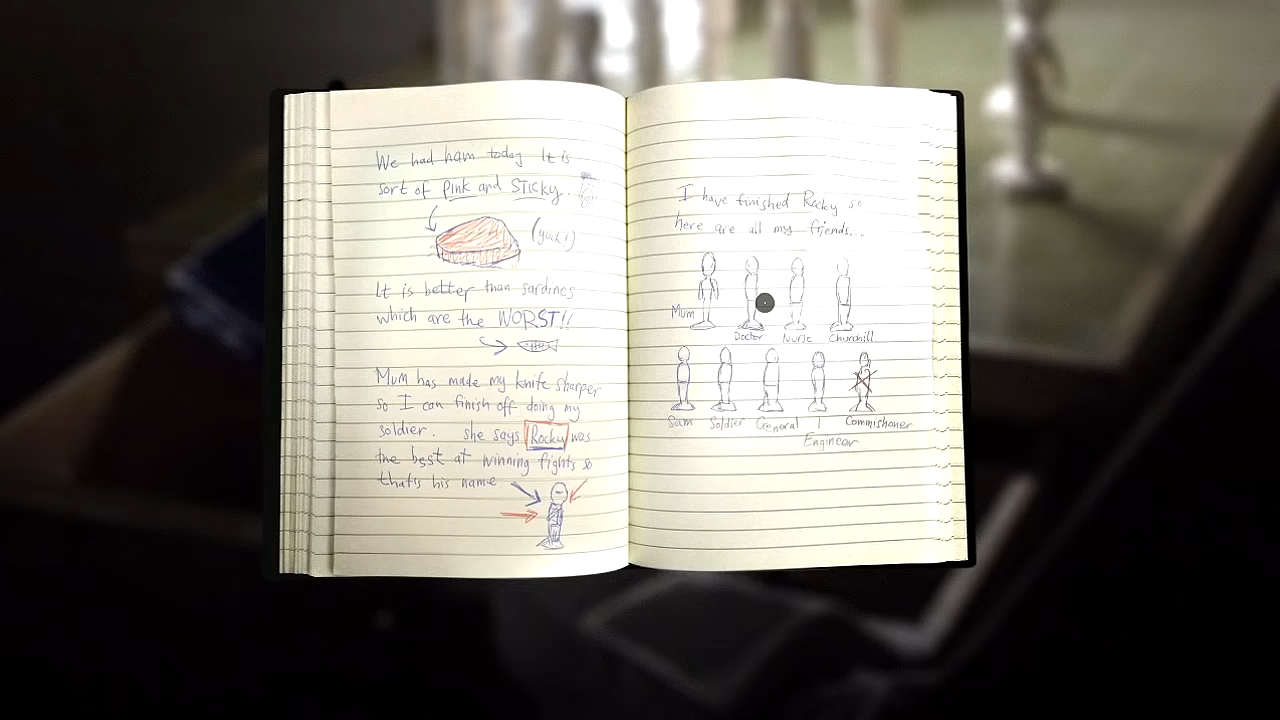 We had ham today It is
sort of Pink and STICKY.
(yuck!)
It is better than sardines
which are the WORST!!
Mum has made my knife sharper
so I can finish off doing my
soldier. she says Rocky was
the best at winning fights so
that's his name
I have finished Rocky so
here are all my friends...
Mum
Doctor Nurse Churchill
Sam Soldier General I Commishoner
Engineer